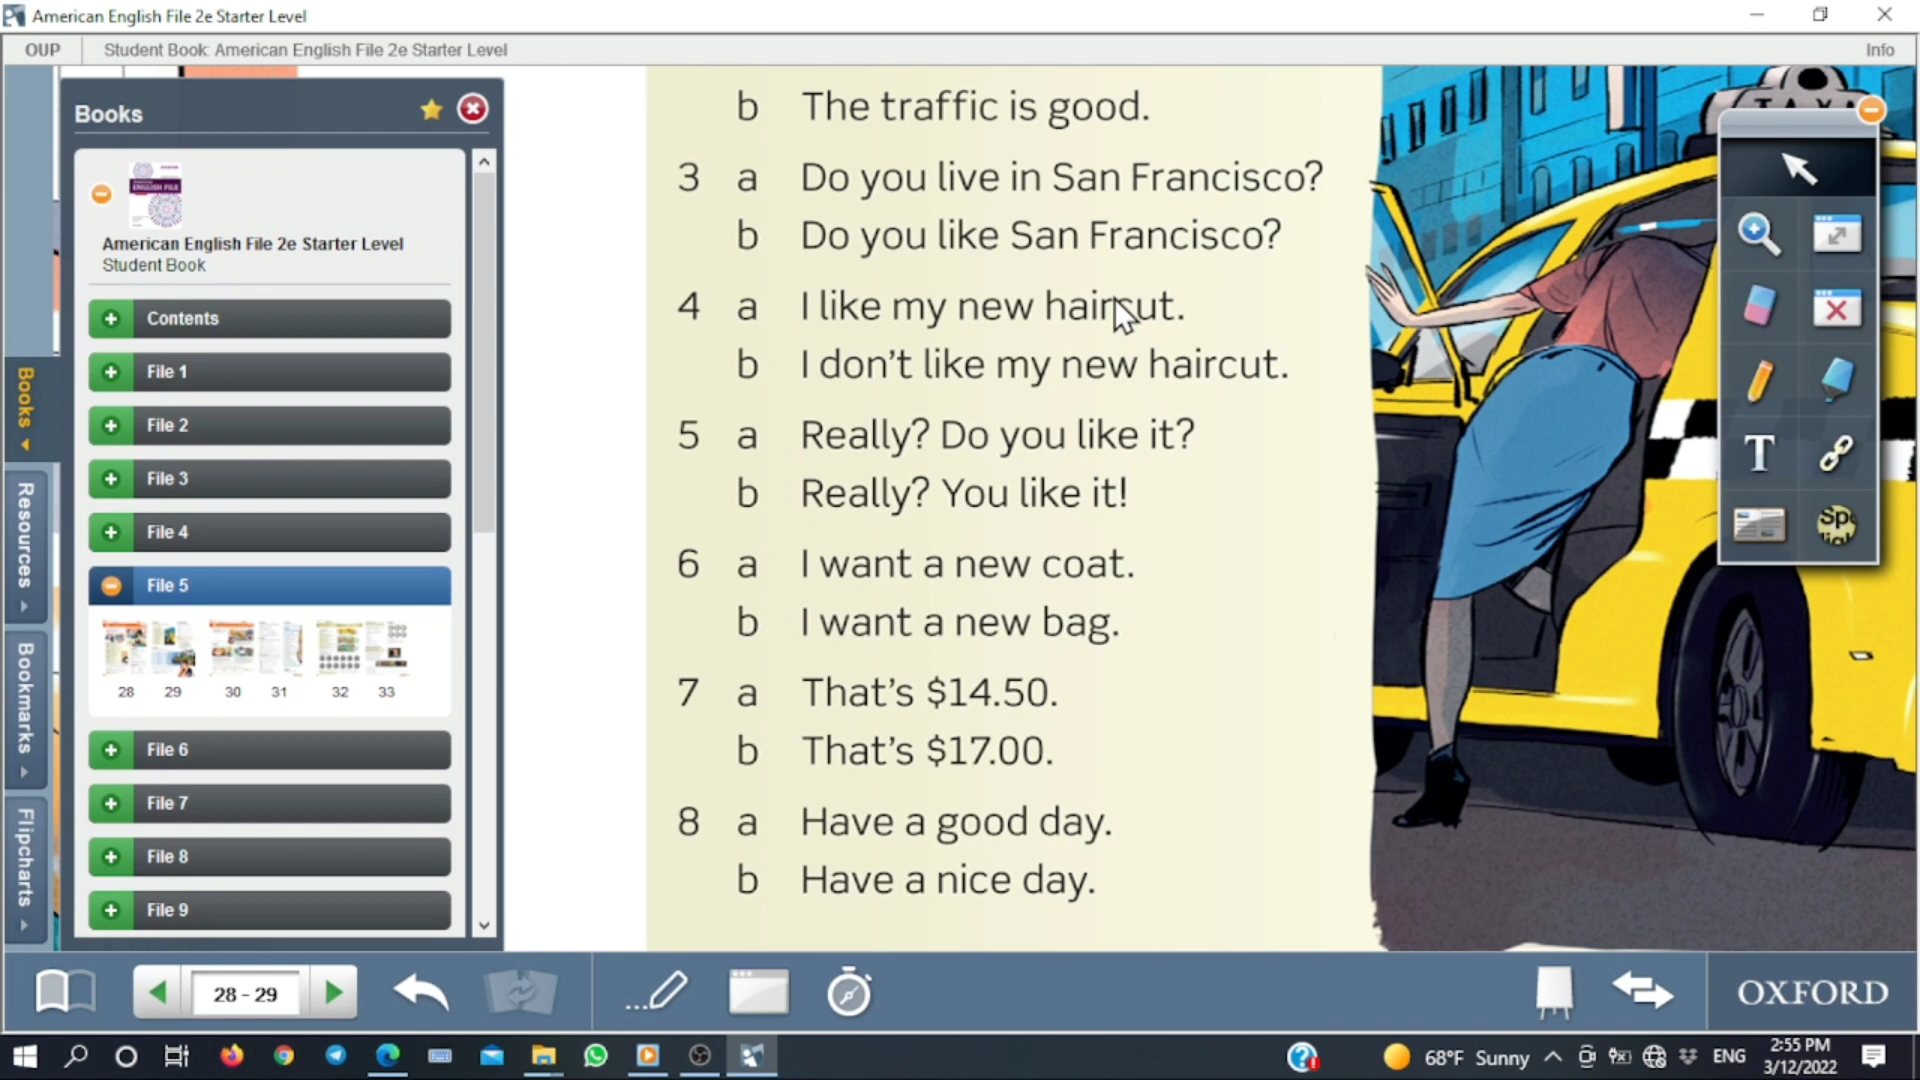 American English File 2e Starter Level
OUP
Student Book: American English File 2e Starter Level
Info
Books
ENGLISH FILE
American English File 2e Starter Level
Student Book
Contents
File 1
File 2
File 3
File 4
File 5
28 29 30 31 32 33
File 6
File 7
File 8
File 9
Books
Resources
Bookmarks
Flipcharts
b The traffic is good.
3 a Do you live in San Francisco?
b Do you like San Francisco?
4 a I like my new haircut.
b I don't like my new haircut.
5 a Really? Do you like it?
b Really? You like it!
6 a I want a new coat.
b I want a new bag.
7 a That's $14.50.
b That's $17.00.
8 a Have a good day.
b Have a nice day.
TAX
T
28 - 29
OXFORD
68°F Sunny
ENG
2:55 PM
3/12/2022